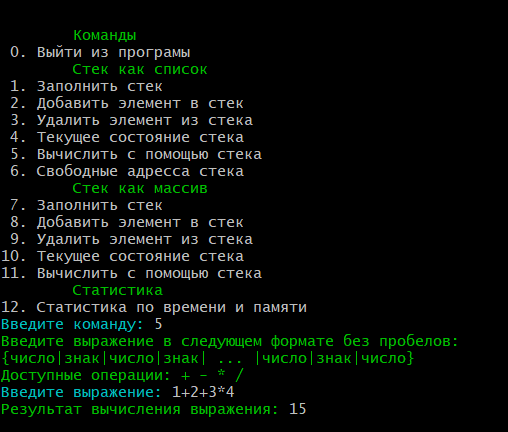 Команды
0. Выйти из програмы
Стек как список
1. Заполнить стек
2. Добавить элемент в стек
3. Удалить элемент из стека
4. Текущее состояние стека
5. Вычислить с помощью стека
6. Свободные адресса стека
Стек как массив
7. Заполнить стек
8. Добавить элемент в стек
9. Удалить элемент из стека
10. Текущее состояние стека
11. Вычислить с помощью стека
Статистика
12. Статистика по времени и памяти
Введите команду: 5
Введите выражение в следующем формате без пробелов:
{число|знак|число|знак| ... |число|знак|число}
Доступные операции: + - * /
Введите выражение: 1+2+3*4
Результат вычисления выражения: 15